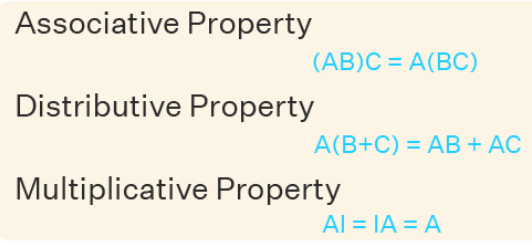 Associative Property
(AB)C = A(BC)
Distributive Property
A(B+C) = AB + AC
Multiplicative Property
AI = IA = A